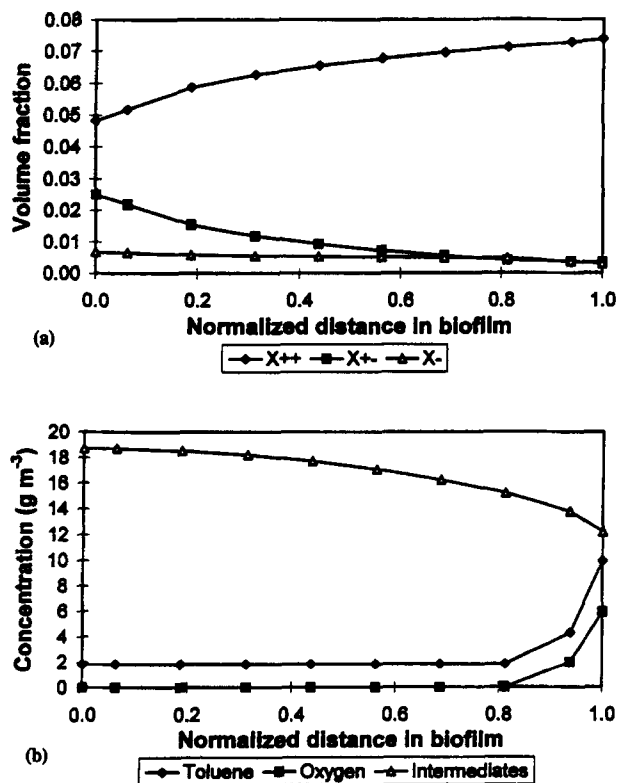 0.08
0.07
0.06
0.05
0.04
0.03
0.02
0.01
0.00
Volume fraction
0.0 0.2 0.4 0.6 0.8 1.0
Normalized distance in biofilm
(a)
X++ X+- X-
20
18
16
14
12
10
8
6
4
2
0
Concentration (g m⁻³)
0.0 0.2 0.4 0.6 0.8 1.0
Normalized distance in biofilm
(b)
Toluene Oxygen Intermediates